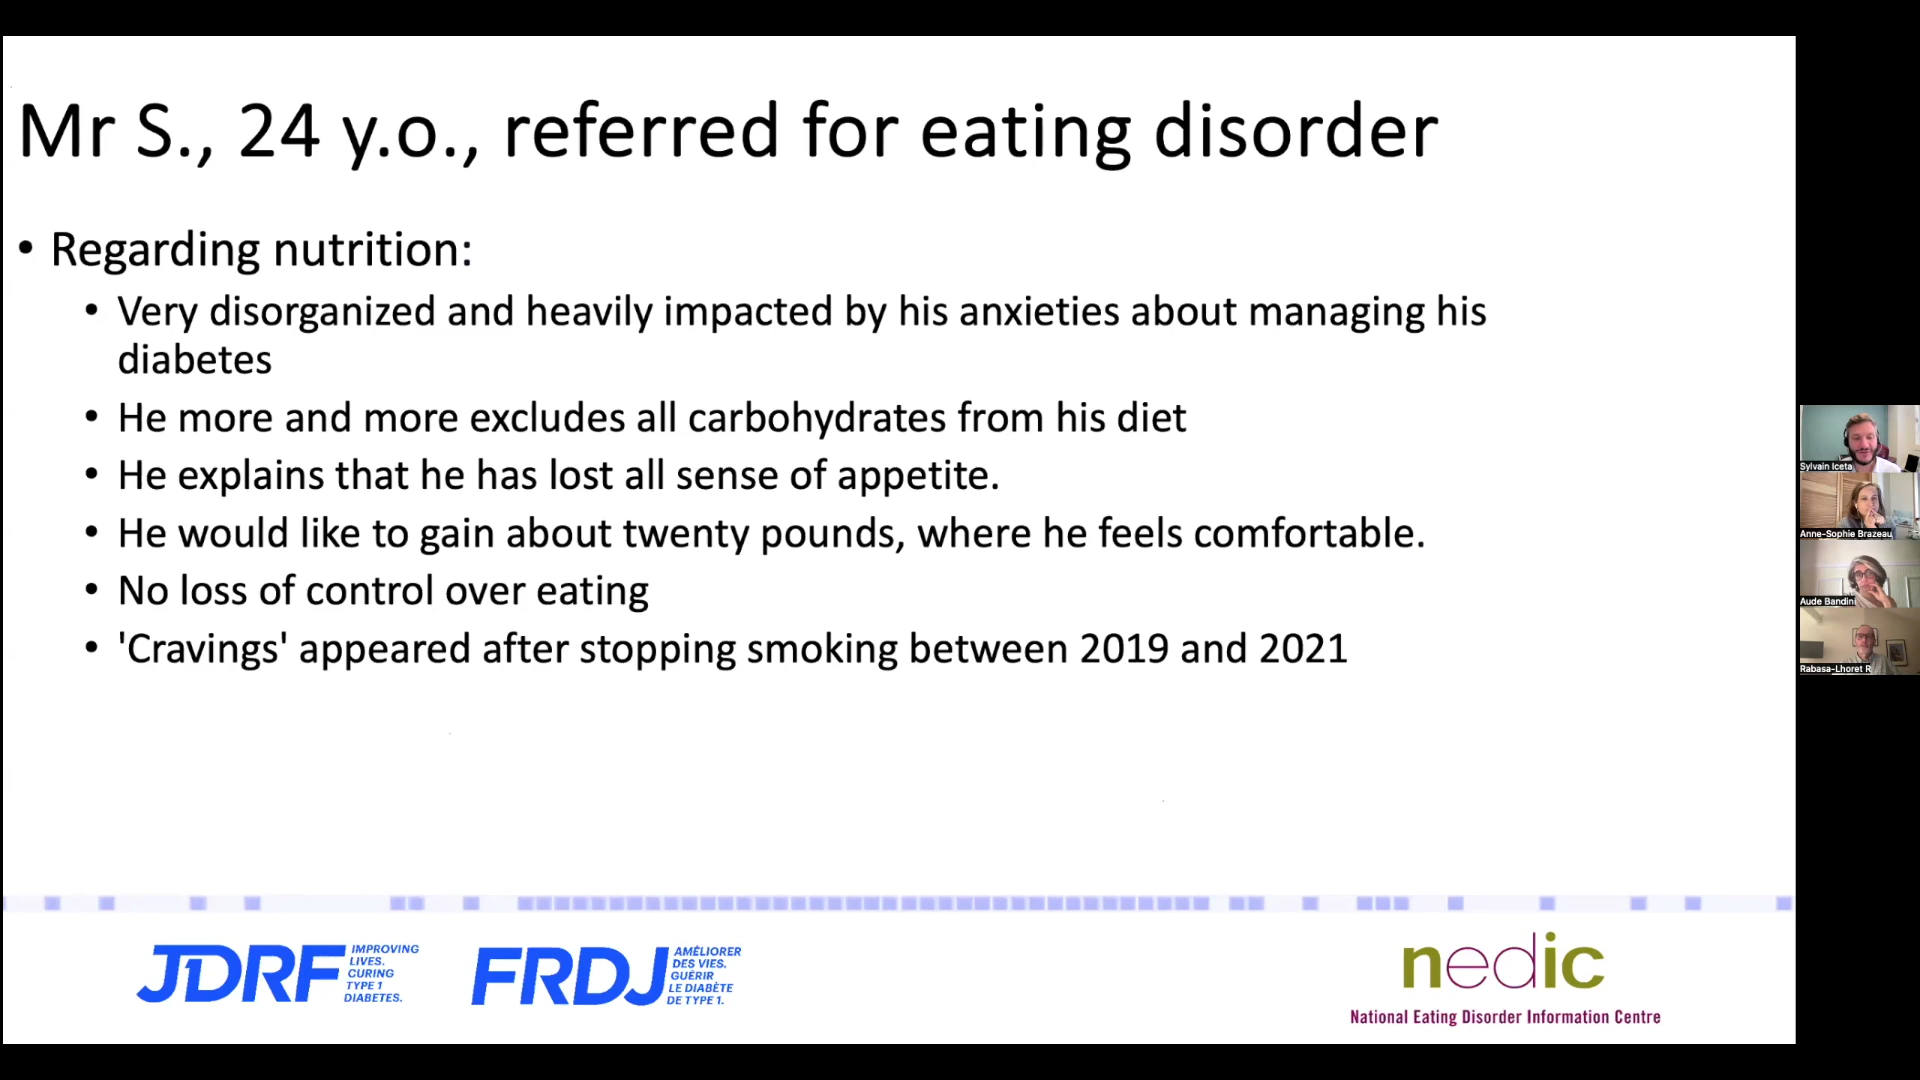 Mr S., 24 y.o., referred for eating disorder
• Regarding nutrition:
• Very disorganized and heavily impacted by his anxieties about managing his
diabetes
• He more and more excludes all carbohydrates from his diet
• He explains that he has lost all sense of appetite.
• He would like to gain about twenty pounds, where he feels comfortable.
• No loss of control over eating
• 'Cravings' appeared after stopping smoking between 2019 and 2021
Sylvain Iceta
Anne-Sophie Brazeau
Aude Bandini
Rabasa-Lhoret R
JDRF
IMPROVING
LIVES.
CURING
TYPE 1
DIABETES.
FRDJ
AMÉLIORER
DES VIES.
GUÉRIR
LE DIABÈTE
DE TYPE 1.
nedic
National Eating Disorder Information Centre